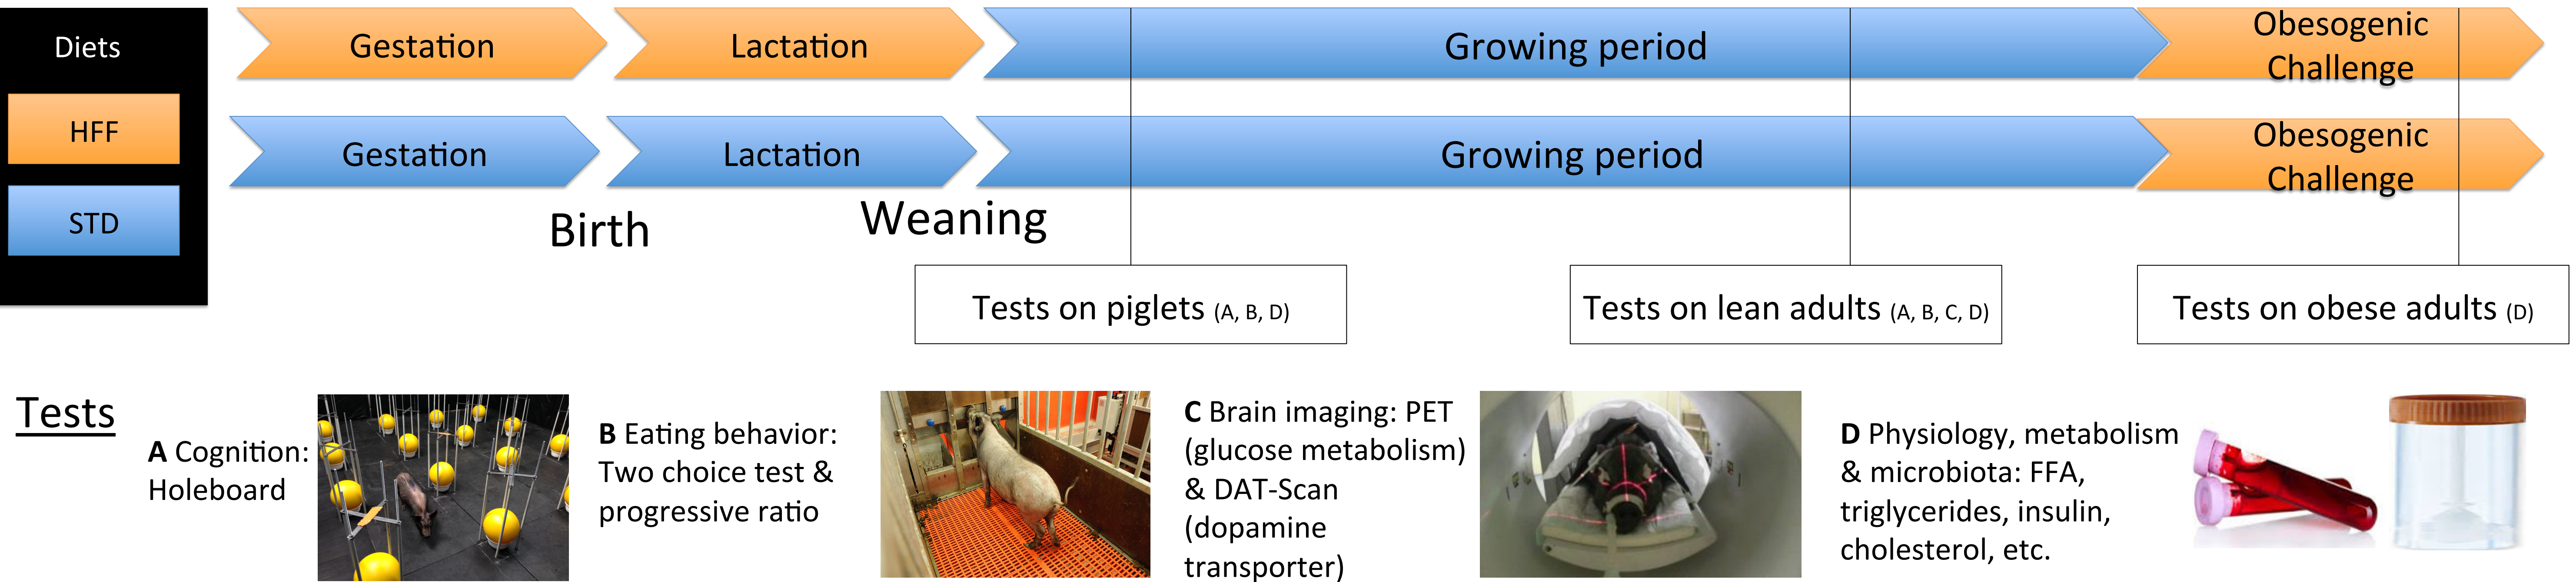 Diets
HFF
STD
Gestation
Lactation
Growing period
Obesogenic
Challenge
Gestation
Lactation
Growing period
Obesogenic
Challenge
Birth
Weaning
Tests on piglets (A, B, D)
Tests on lean adults (A, B, C, D)
Tests on obese adults (D)
Tests
A Cognition:
Holeboard
B Eating behavior:
Two choice test &
progressive ratio
C Brain imaging: PET
(glucose metabolism)
& DAT-Scan
(dopamine
transporter)
D Physiology, metabolism
& microbiota: FFA,
triglycerides, insulin,
cholesterol, etc.